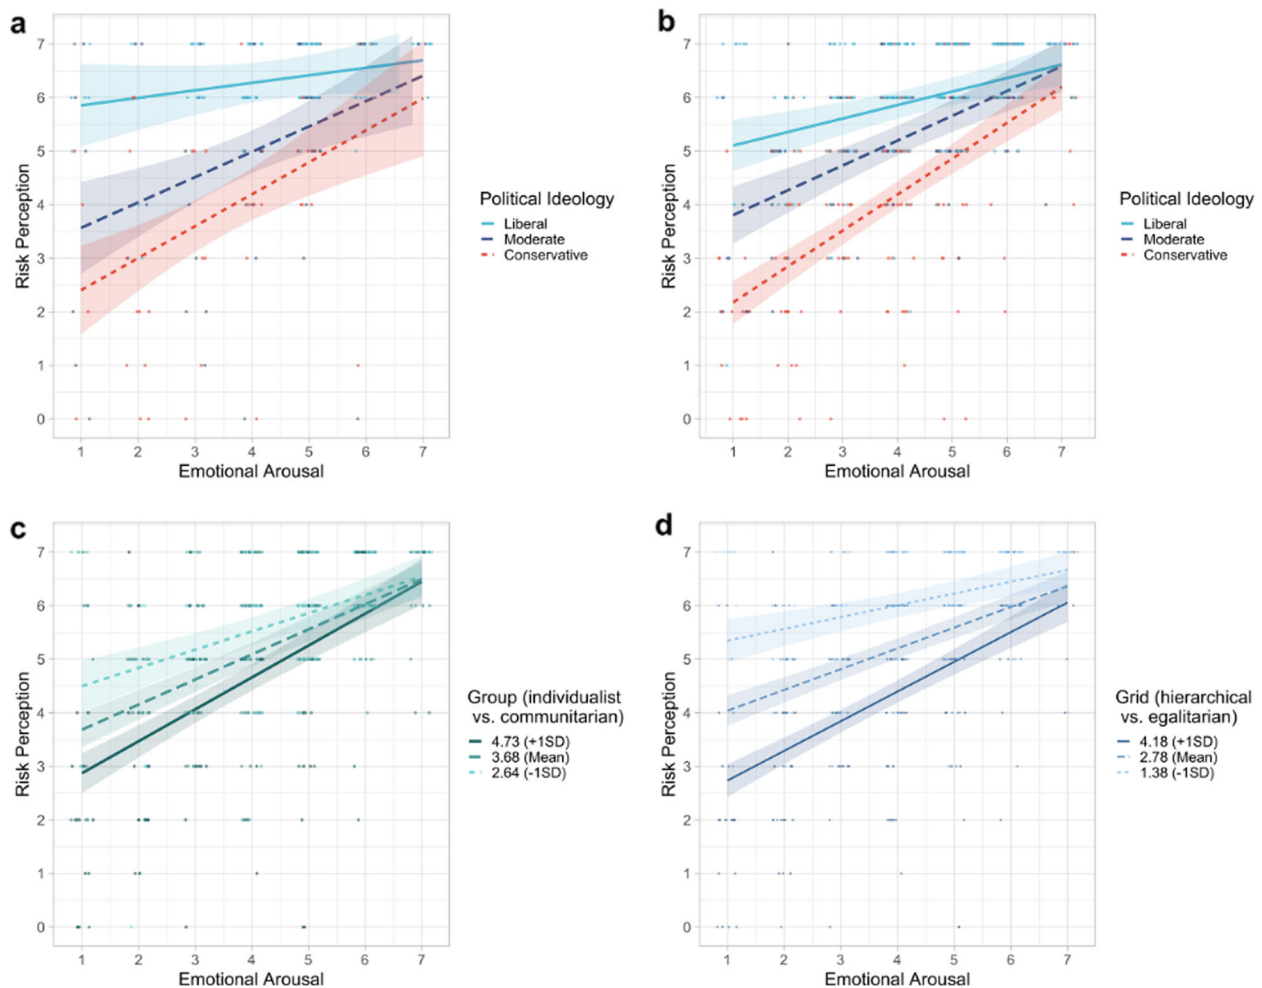 a
7
6
5
4
3
2
1
0
Risk Perception
1 2 3 4 5 6 7
Emotional Arousal
Political Ideology
Liberal
Moderate
Conservative
b
7
6
5
4
3
2
1
0
Risk Perception
1 2 3 4 5 6 7
Emotional Arousal
Political Ideology
Liberal
Moderate
Conservative
c
7
6
5
4
3
2
1
0
Risk Perception
1 2 3 4 5 6 7
Emotional Arousal
Group (individualist
vs. communitarian)
4.73 (+1SD)
3.68 (Mean)
2.64 (-1SD)
d
7
6
5
4
3
2
1
0
Risk Perception
1 2 3 4 5 6 7
Emotional Arousal
Grid (hierarchical
vs. egalitarian)
4.18 (+1SD)
2.78 (Mean)
1.38 (-1SD)